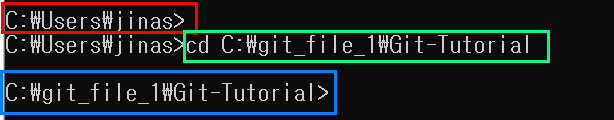 C:₩Users₩jinas>
C:₩Users₩jinas>cd C:₩git_file_1₩Git-Tutorial
C:₩git_file_1₩Git-Tutorial>